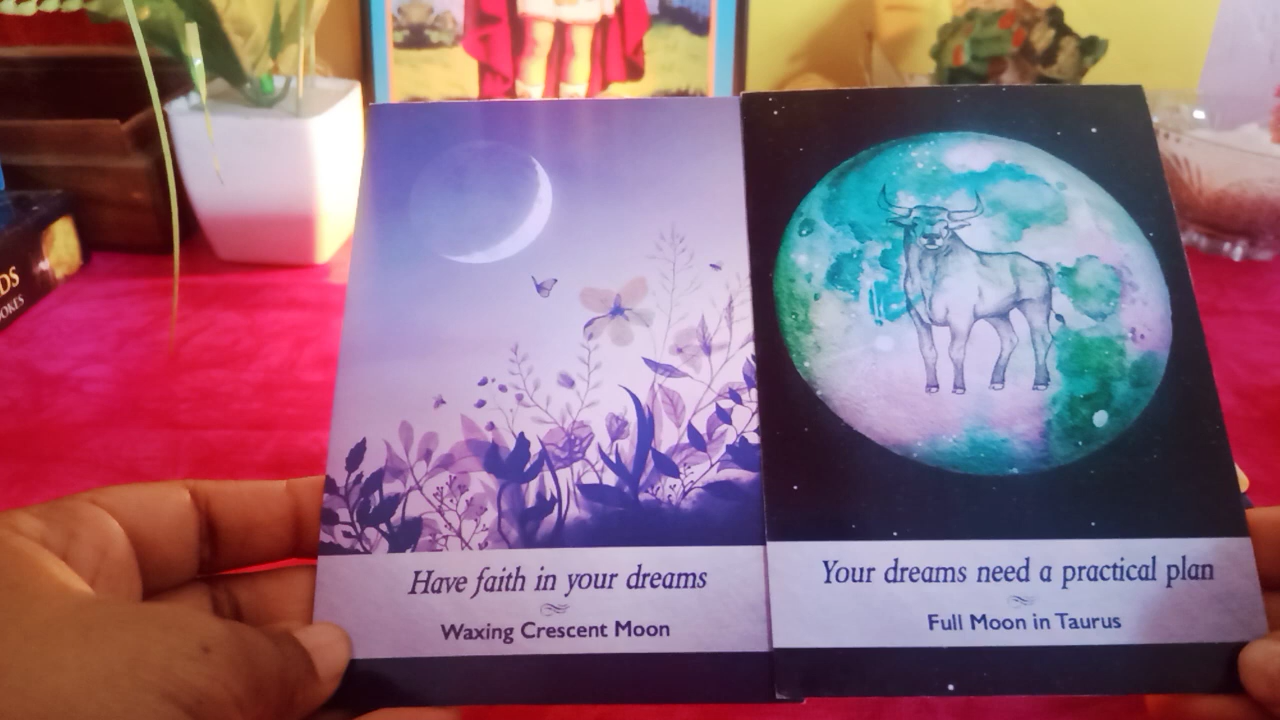 Have faith in your dreams
Waxing Crescent Moon
Your dreams need a practical plan
Full Moon in Taurus